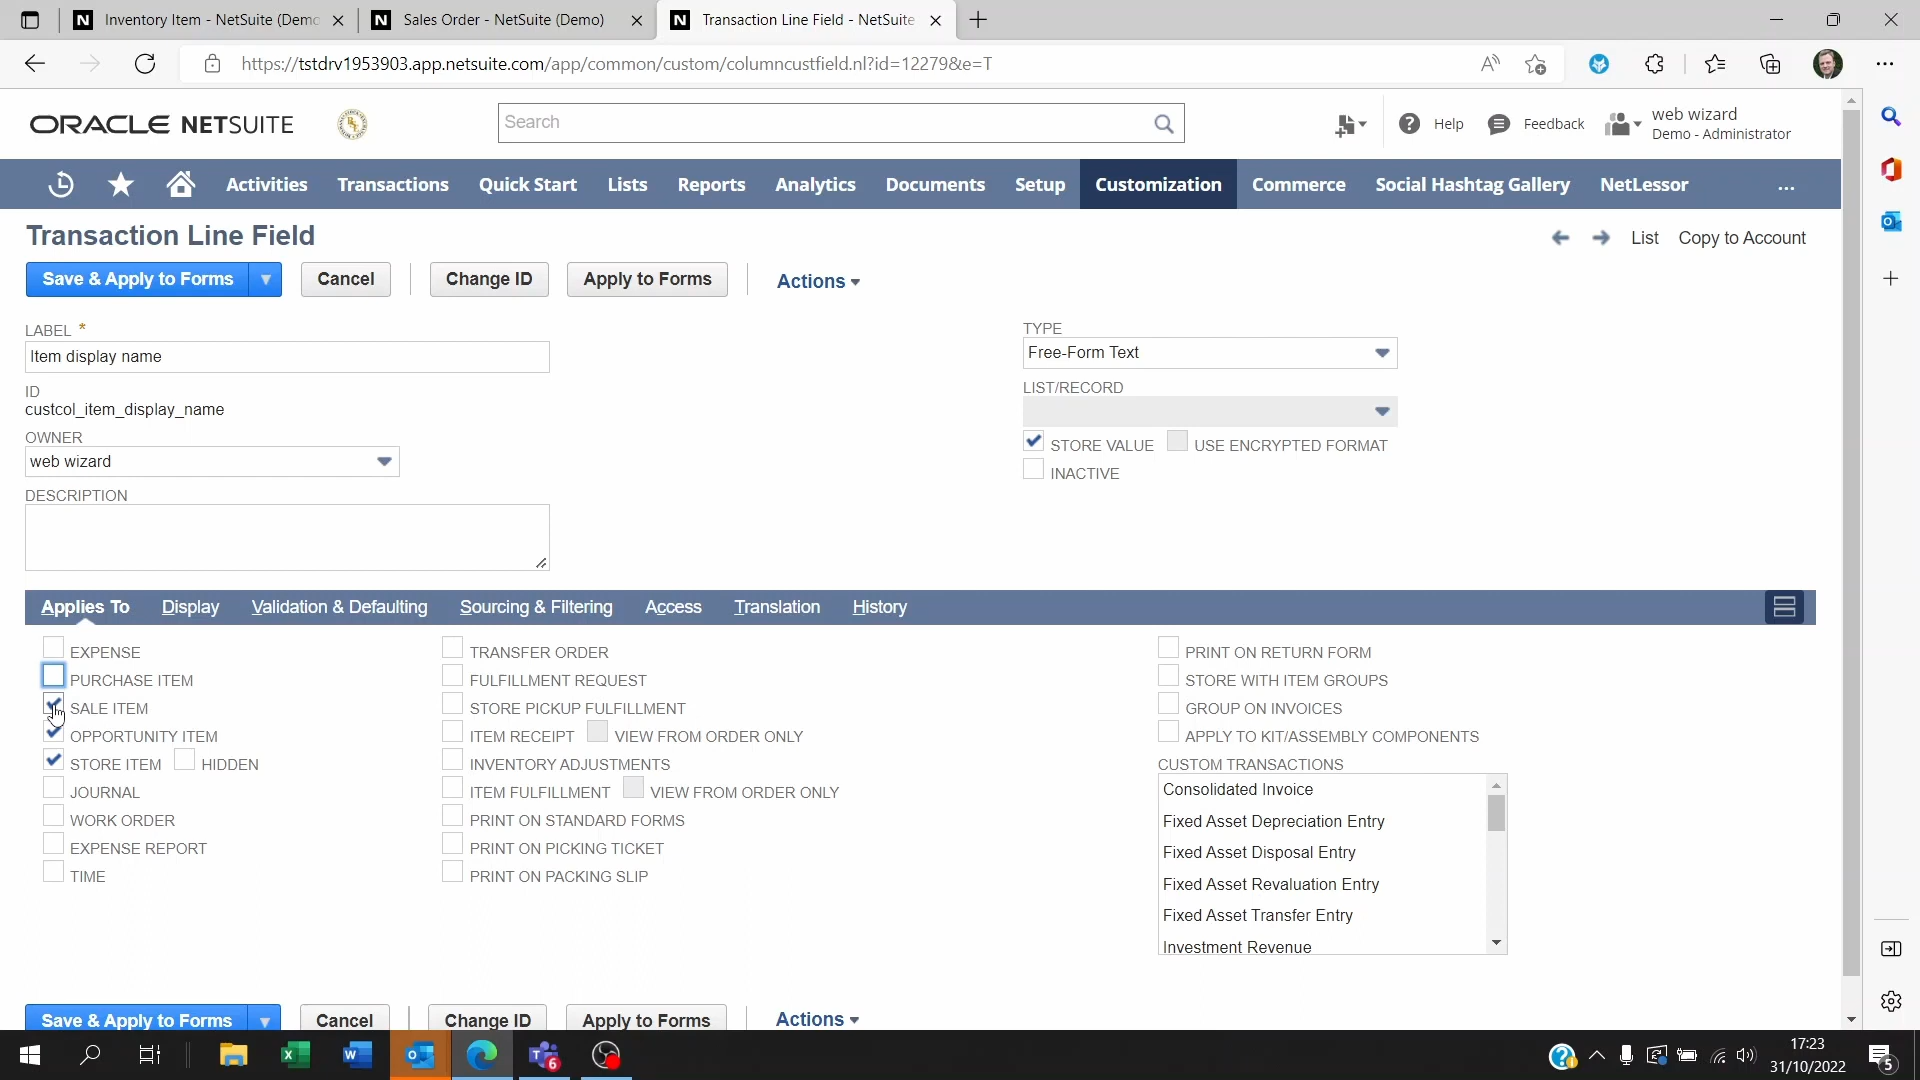 Inventory Item - NetSuite (Demo
Sales Order - NetSuite (Demo)
Transaction Line Field - NetSuite
https://tstdrv1953903.app.netsuite.com/app/common/custom/columncustfield.nl?id=12279&e=T
ORACLE NETSUITE
Search
Help
Feedback
web wizard
Demo - Administrator
Activities Transactions Quick Start Lists Reports Analytics Documents Setup Customization Commerce Social Hashtag Gallery NetLessor ...
Transaction Line Field
List Copy to Account
Save & Apply to Forms Cancel Change ID Apply to Forms Actions
LABEL *
Item display name
ID
custcol_item_display_name
OWNER
web wizard
DESCRIPTION
TYPE
Free-Form Text
LIST/RECORD
STORE VALUE USE ENCRYPTED FORMAT
INACTIVE
Applies To Display Validation & Defaulting Sourcing & Filtering Access Translation History
EXPENSE
PURCHASE ITEM
SALE ITEM
OPPORTUNITY ITEM
STORE ITEM HIDDEN
JOURNAL
WORK ORDER
EXPENSE REPORT
TIME
TRANSFER ORDER
FULFILLMENT REQUEST
STORE PICKUP FULFILLMENT
ITEM RECEIPT VIEW FROM ORDER ONLY
INVENTORY ADJUSTMENTS
ITEM FULFILLMENT VIEW FROM ORDER ONLY
PRINT ON STANDARD FORMS
PRINT ON PICKING TICKET
PRINT ON PACKING SLIP
PRINT ON RETURN FORM
STORE WITH ITEM GROUPS
GROUP ON INVOICES
APPLY TO KIT/ASSEMBLY COMPONENTS
CUSTOM TRANSACTIONS
Consolidated Invoice
Fixed Asset Depreciation Entry
Fixed Asset Disposal Entry
Fixed Asset Revaluation Entry
Fixed Asset Transfer Entry
Investment Revenue
Save & Apply to Forms Cancel Change ID Apply to Forms Actions
17:23
31/10/2022